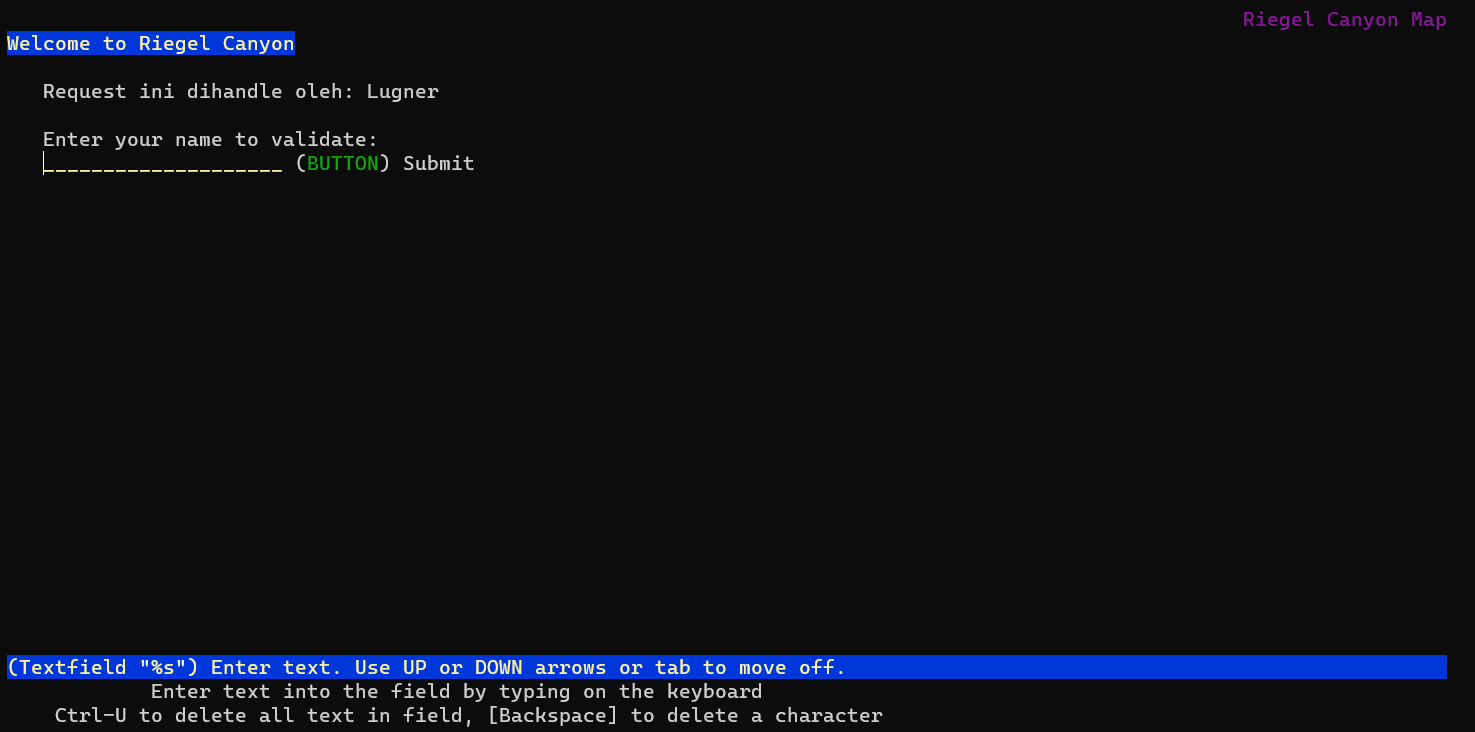 Riegel Canyon Map
Welcome to Riegel Canyon
Request ini dihandle oleh: Lugner
Enter your name to validate:
____________________ (BUTTON) Submit
(Textfield "%s") Enter text. Use UP or DOWN arrows or tab to move off.
Enter text into the field by typing on the keyboard
Ctrl-U to delete all text in field, [Backspace] to delete a character